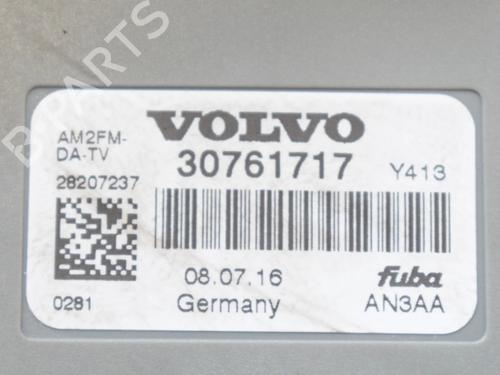 B-PARTS
AM2FM-
DA-TV
VOLVO
28207237
30761717
Y413
0281
08.07.16
Germany
fuba
AN3AA